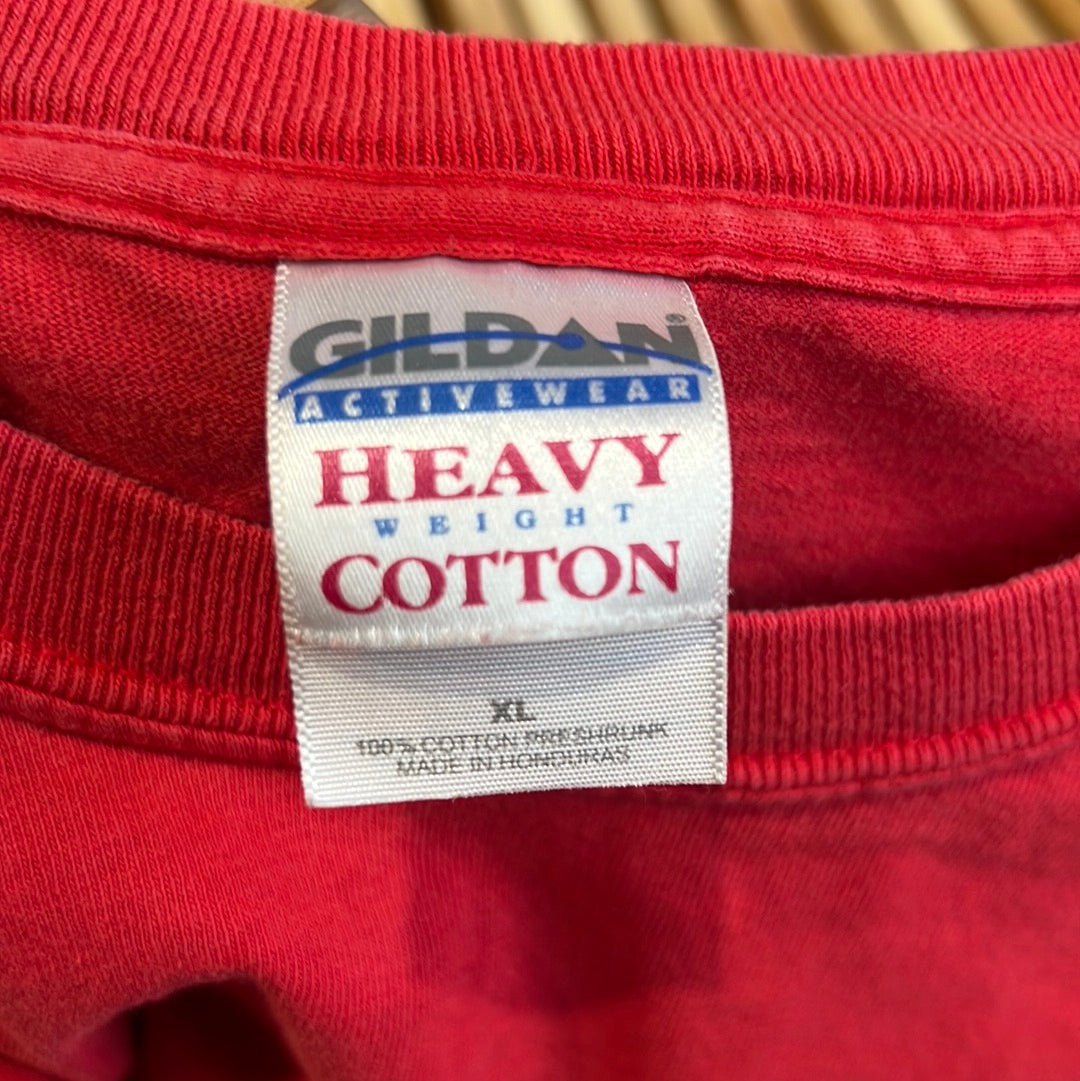 GILDAN®
ACTIVEWEAR
HEAVY
WEIGHT
COTTON
XL
100% COTTON PRESHRUNK
MADE IN HONDURAS